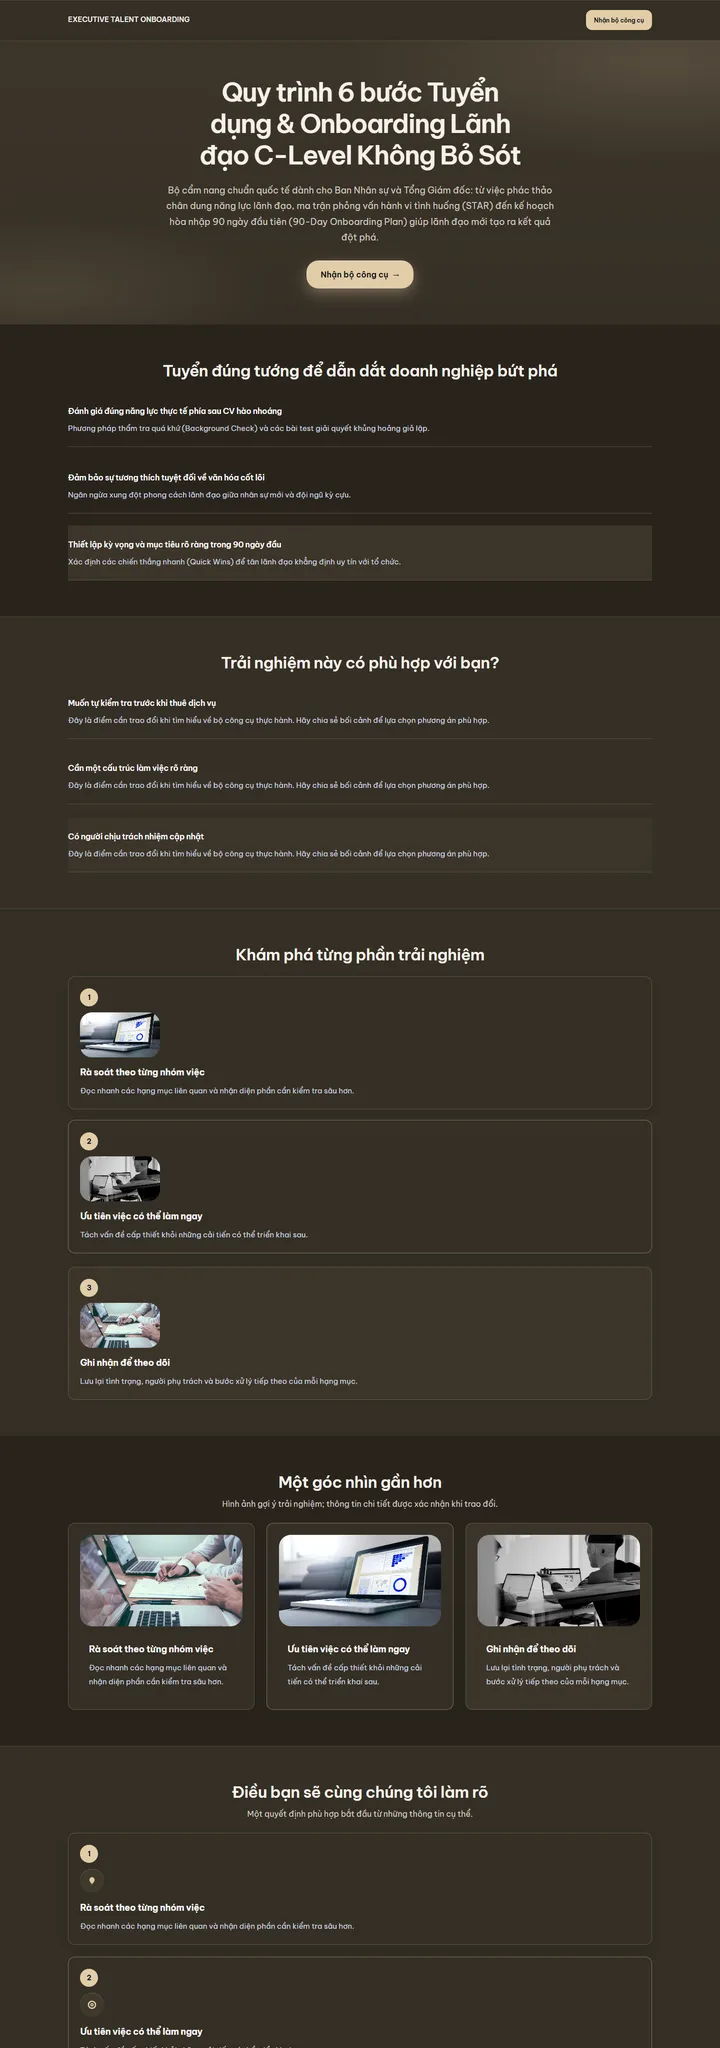 EXECUTIVE TALENT ONBOARDING
Nhận bộ công cụ
Quy trình 6 bước Tuyển
dụng & Onboarding Lãnh
đạo C-Level Không Bỏ Sót
Bộ cẩm nang chuẩn quốc tế dành cho Ban Nhân sự và Tổng Giám đốc: từ việc phác thảo
chân dung năng lực lãnh đạo, ma trận phỏng vấn hành vi tình huống (STAR) đến kế hoạch
hòa nhập 90 ngày đầu tiên (90-Day Onboarding Plan) giúp lãnh đạo mới tạo ra kết quả
đột phá.
Nhận bộ công cụ →
Tuyển đúng tướng để dẫn dắt doanh nghiệp bứt phá
Đánh giá đúng năng lực thực tế phía sau CV hào nhoáng
Phương pháp thẩm tra quá khứ (Background Check) và các bài test giải quyết khủng hoảng giả lập.
Đảm bảo sự tương thích tuyệt đối về văn hóa cốt lõi
Ngăn ngừa xung đột phong cách lãnh đạo giữa nhân sự mới và đội ngũ kỳ cựu.
Thiết lập kỳ vọng và mục tiêu rõ ràng trong 90 ngày đầu
Xác định các chiến thắng nhanh (Quick Wins) để tân lãnh đạo khẳng định uy tín với tổ chức.
Trải nghiệm này có phù hợp với bạn?
Muốn tự kiểm tra trước khi thuê dịch vụ
Đây là điểm cần trao đổi khi tìm hiểu về bộ công cụ thực hành. Hãy chia sẻ bối cảnh để lựa chọn phương án phù hợp.
Cần một cấu trúc làm việc rõ ràng
Đây là điểm cần trao đổi khi tìm hiểu về bộ công cụ thực hành. Hãy chia sẻ bối cảnh để lựa chọn phương án phù hợp.
Có người chịu trách nhiệm cập nhật
Đây là điểm cần trao đổi khi tìm hiểu về bộ công cụ thực hành. Hãy chia sẻ bối cảnh để lựa chọn phương án phù hợp.
Khám phá từng phần trải nghiệm
1
Rà soát theo từng nhóm việc
Đọc nhanh các hạng mục liên quan và nhận diện phần cần kiểm tra sâu hơn.
2
Ưu tiên việc có thể làm ngay
Tách vấn đề cấp thiết khỏi những cải tiến có thể triển khai sau.
3
Ghi nhận để theo dõi
Lưu lại tình trạng, người phụ trách và bước xử lý tiếp theo của mỗi hạng mục.
Một góc nhìn gần hơn
Hình ảnh gợi ý trải nghiệm; thông tin chi tiết được xác nhận khi trao đổi.
Rà soát theo từng nhóm việc
Đọc nhanh các hạng mục liên quan và
nhận diện phần cần kiểm tra sâu hơn.
Ưu tiên việc có thể làm ngay
Tách vấn đề cấp thiết khỏi những cải
tiến có thể triển khai sau.
Ghi nhận để theo dõi
Lưu lại tình trạng, người phụ trách và
bước xử lý tiếp theo của mỗi hạng mục.
Điều bạn sẽ cùng chúng tôi làm rõ
Một quyết định phù hợp bắt đầu từ những thông tin cụ thể.
1
Rà soát theo từng nhóm việc
Đọc nhanh các hạng mục liên quan và nhận diện phần cần kiểm tra sâu hơn.
2
Ưu tiên việc có thể làm ngay